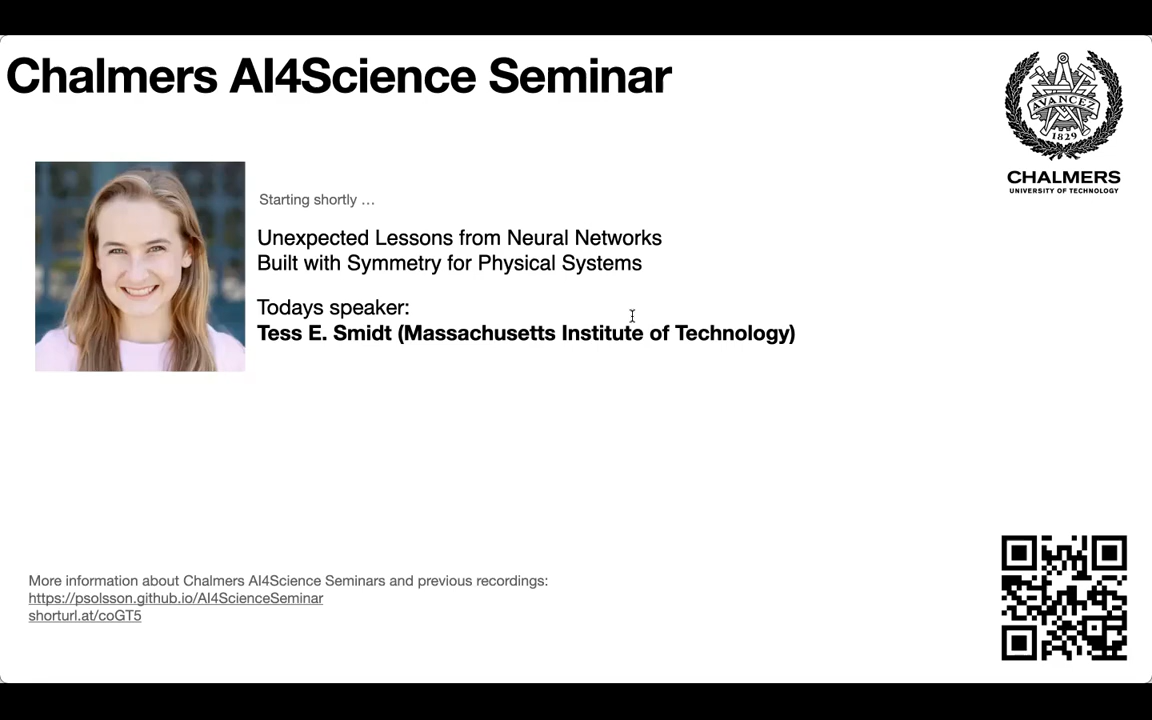 Chalmers AI4Science Seminar
AVANCEZ
1829
CHALMERS
UNIVERSITY OF TECHNOLOGY
Starting shortly …
Unexpected Lessons from Neural Networks
Built with Symmetry for Physical Systems
Todays speaker:
Tess E. Smidt (Massachusetts Institute of Technology)
More information about Chalmers AI4Science Seminars and previous recordings:
https://psolsson.github.io/AI4ScienceSeminar
shorturl.at/coGT5